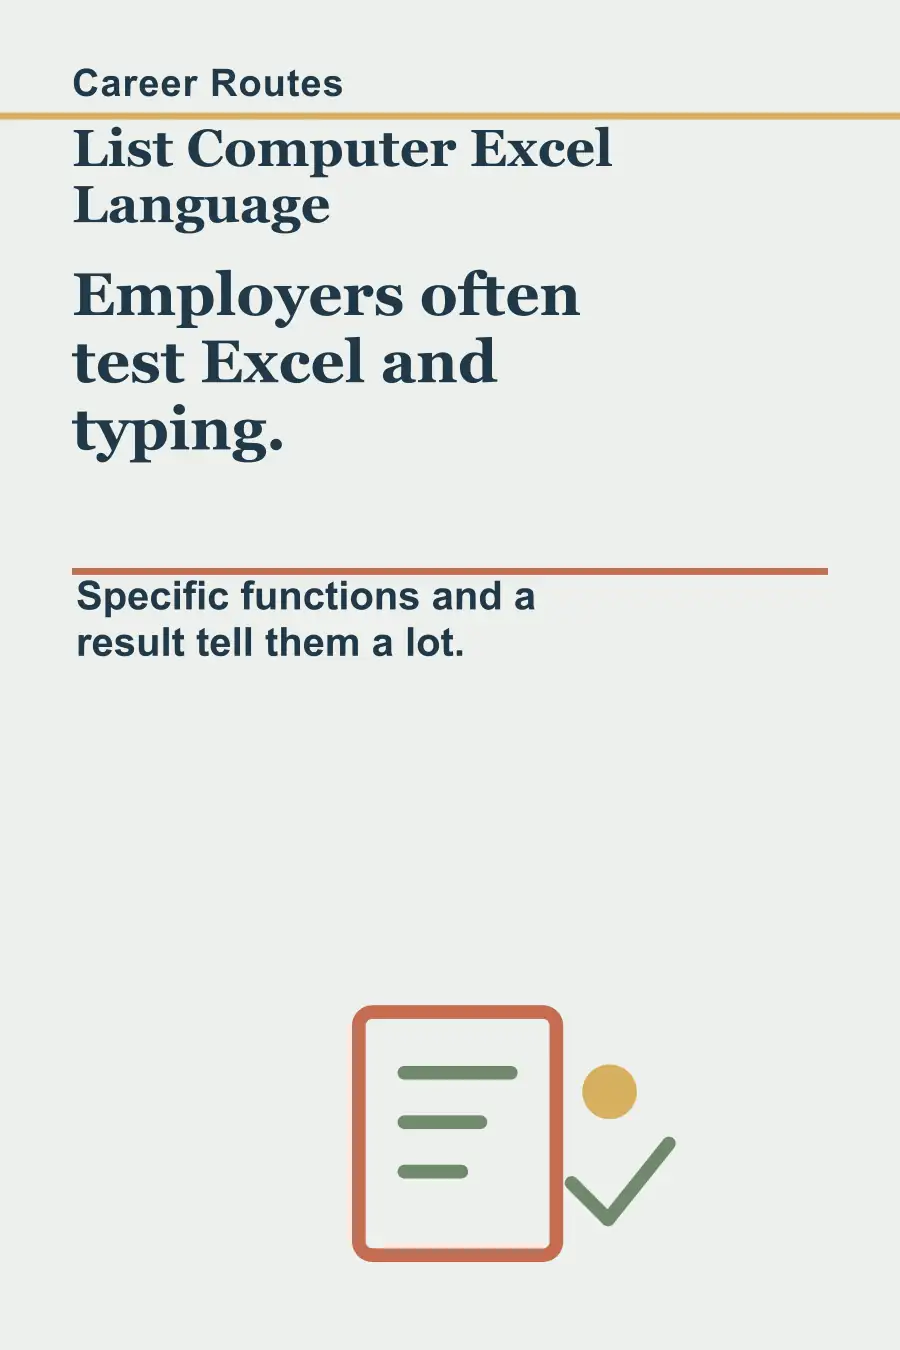 Career Routes
List Computer Excel
Language
Employers often
test Excel and
typing.
Specific functions and a
result tell them a lot.